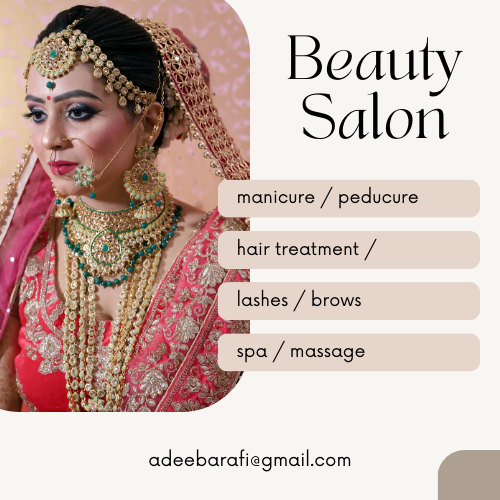 Beauty
Salon
manicure / peducure
hair treatment /
lashes / brows
spa / massage
adeebarafi@gmail.com